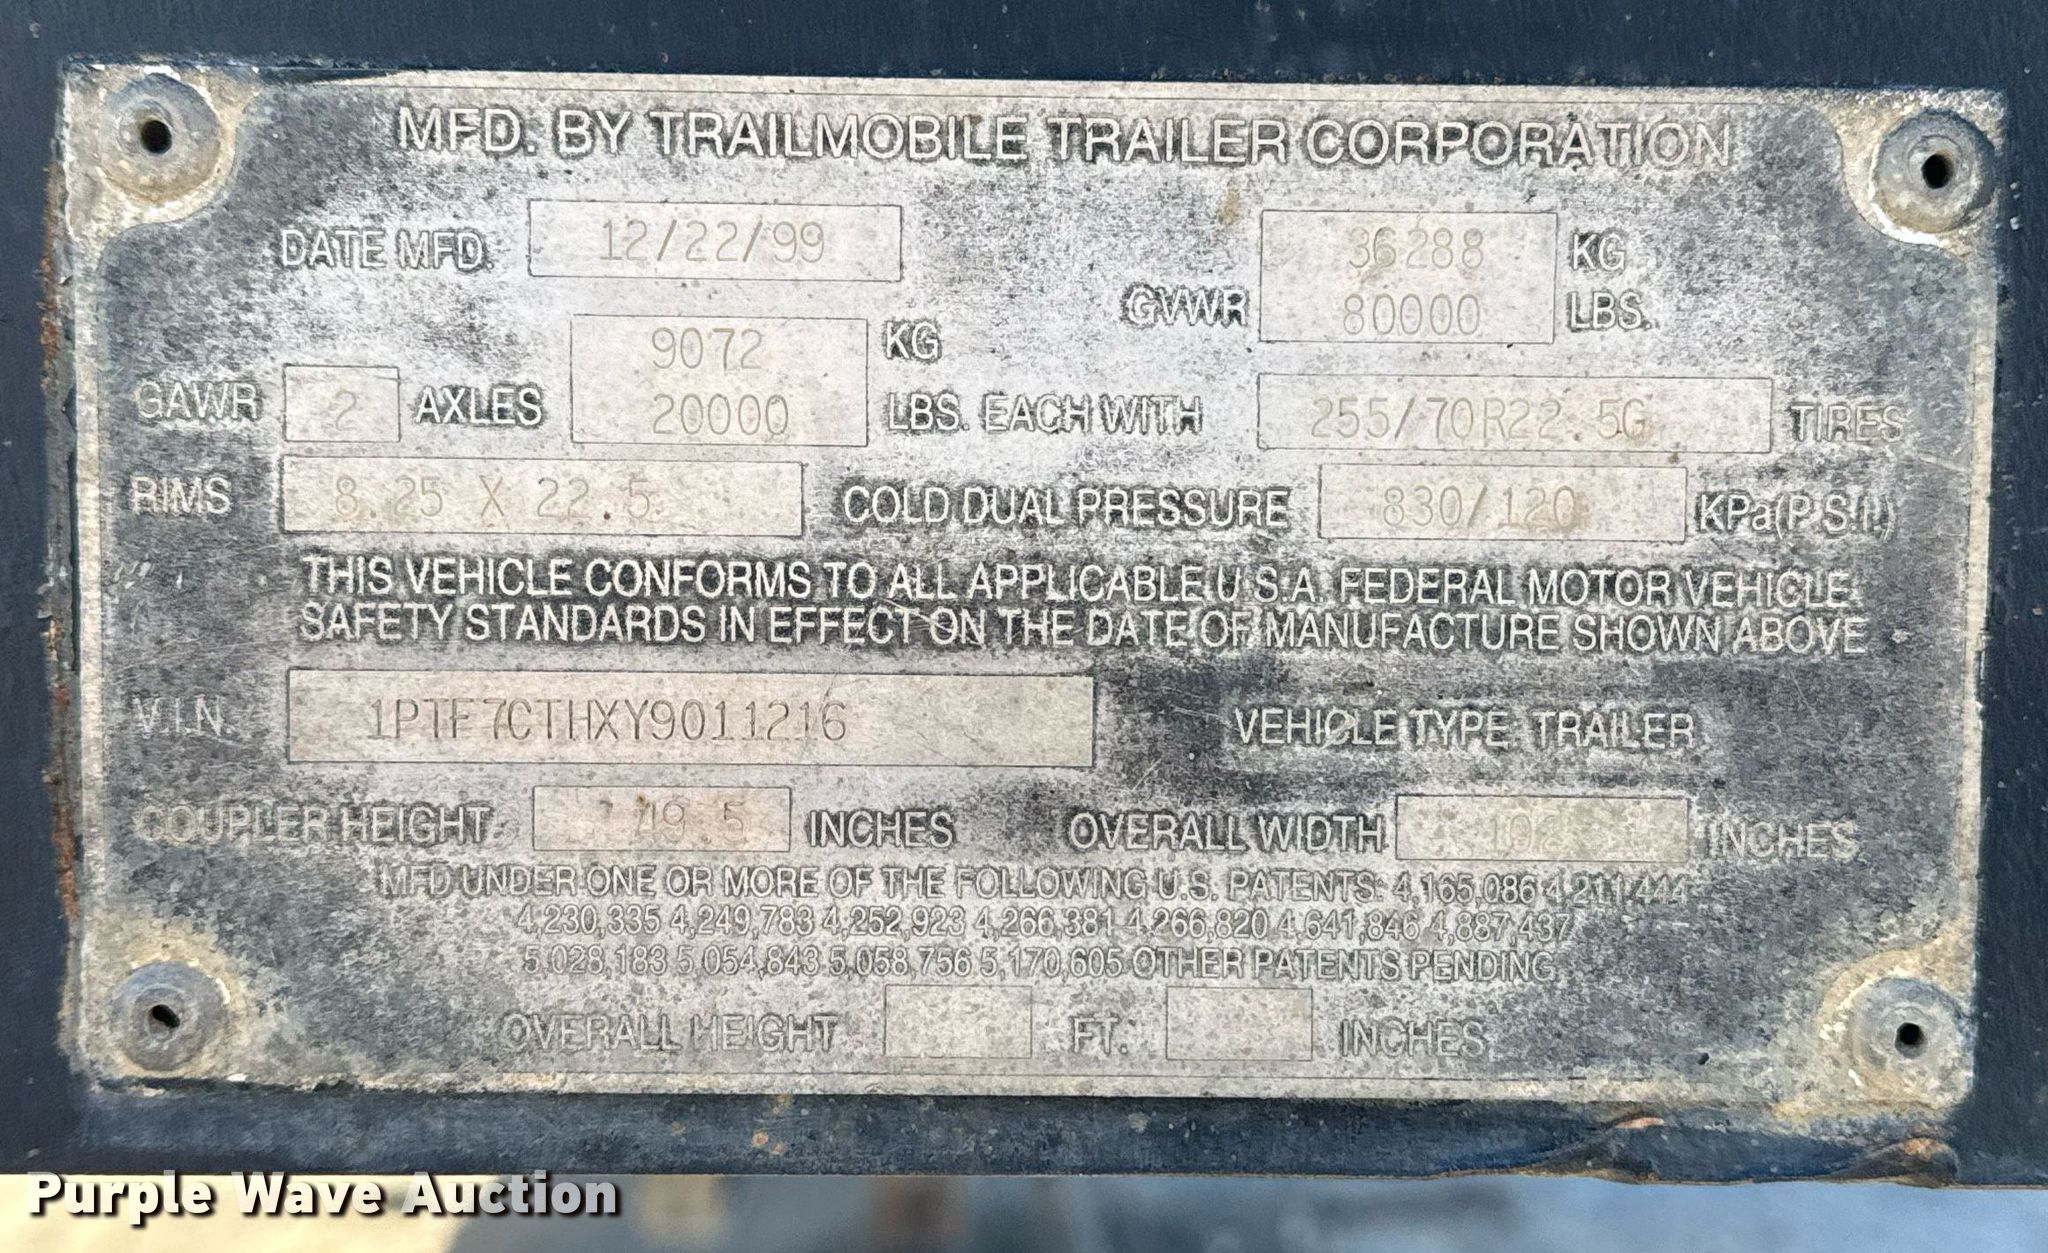 MFD. BY TRAILMOBILE TRAILER CORPORATION
DATE MFD. 12/22/99
GVWR 36288 KG
80000 LBS.
GAWR 2 AXLES 9072 KG
20000 LBS. EACH WITH 255/70R22.5G TIRES
RIMS 8.25 X 22.5 COLD DUAL PRESSURE 830/120 KPa(P.S.I.)
THIS VEHICLE CONFORMS TO ALL APPLICABLE U.S.A. FEDERAL MOTOR VEHICLE
SAFETY STANDARDS IN EFFECT ON THE DATE OF MANUFACTURE SHOWN ABOVE
V.I.N. 1PTF7CTHXY9011216 VEHICLE TYPE: TRAILER
COUPLER HEIGHT 49.5 INCHES OVERALL WIDTH 102 INCHES
MFD UNDER ONE OR MORE OF THE FOLLOWING U.S. PATENTS: 4,165,086 4,211,444
4,230,335 4,249,783 4,252,923 4,266,381 4,266,820 4,641,846 4,887,437
5,028,183 5,054,843 5,058,756 5,170,605 OTHER PATENTS PENDING
OVERALL HEIGHT FT. INCHES
Purple Wave Auction